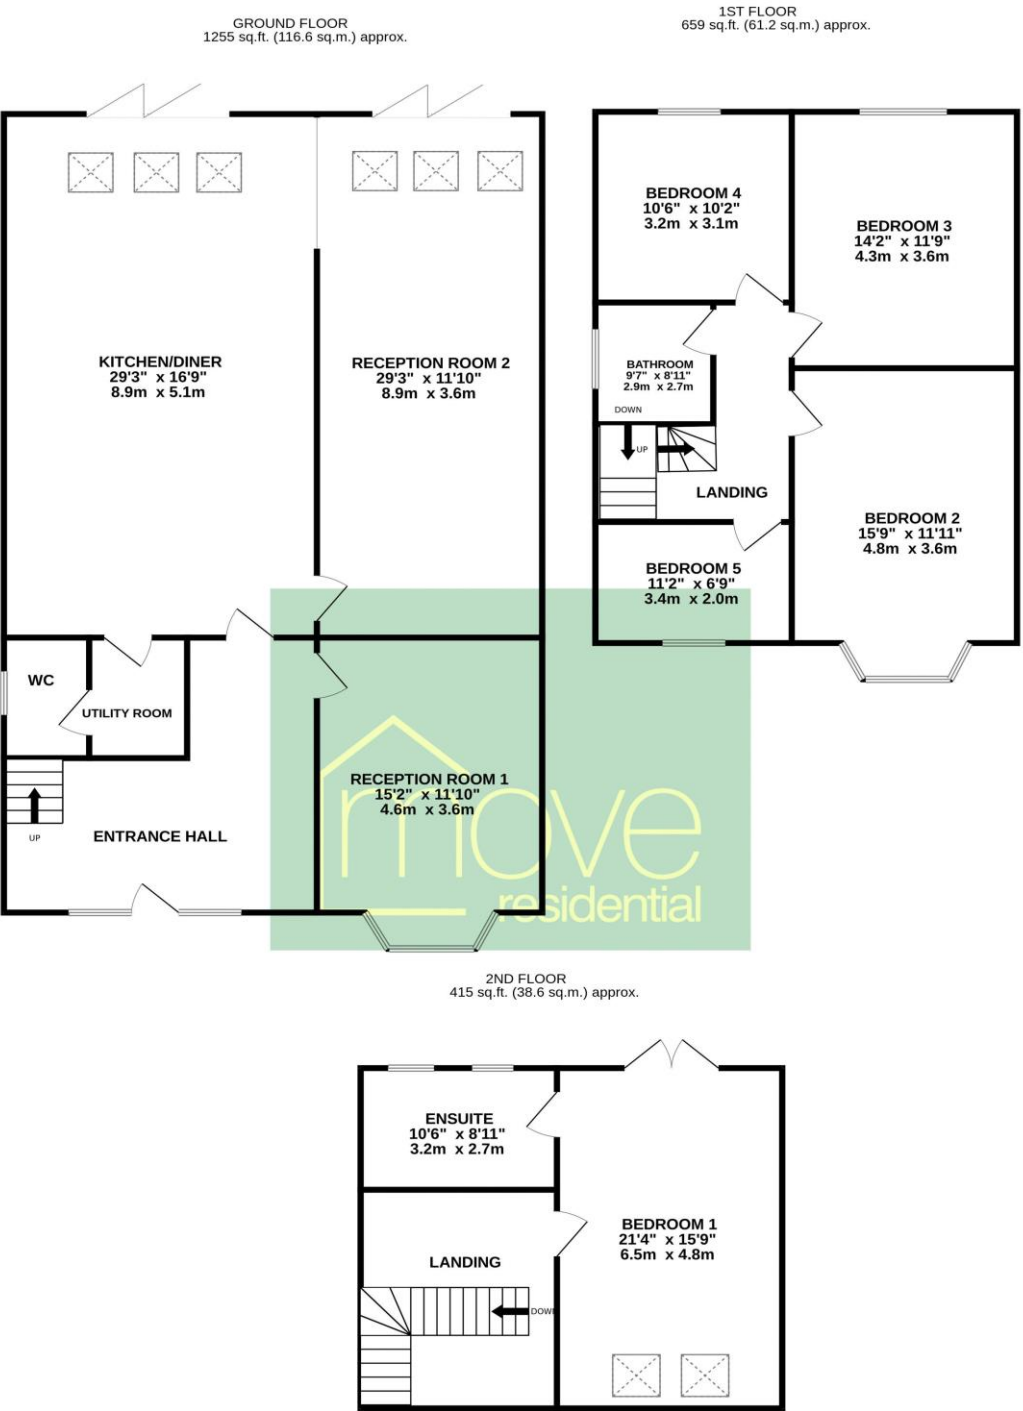 GROUND FLOOR
1255 sq.ft. (116.6 sq.m.) approx.
1ST FLOOR
659 sq.ft. (61.2 sq.m.) approx.
KITCHEN/DINER
29'3" x 16'9"
8.9m x 5.1m
RECEPTION ROOM 2
29'3" x 11'10"
8.9m x 3.6m
WC
UTILITY ROOM
UP
ENTRANCE HALL
RECEPTION ROOM 1
15'2" x 11'10"
4.6m x 3.6m
move
residential
BEDROOM 4
10'6" x 10'2"
3.2m x 3.1m
BEDROOM 3
14'2" x 11'9"
4.3m x 3.6m
BATHROOM
9'7" x 8'11"
2.9m x 2.7m
DOWN
UP
LANDING
BEDROOM 2
15'9" x 11'11"
4.8m x 3.6m
BEDROOM 5
11'2" x 6'9"
3.4m x 2.0m
2ND FLOOR
415 sq.ft. (38.6 sq.m.) approx.
ENSUITE
10'6" x 8'11"
3.2m x 2.7m
LANDING
DOWN
BEDROOM 1
21'4" x 15'9"
6.5m x 4.8m